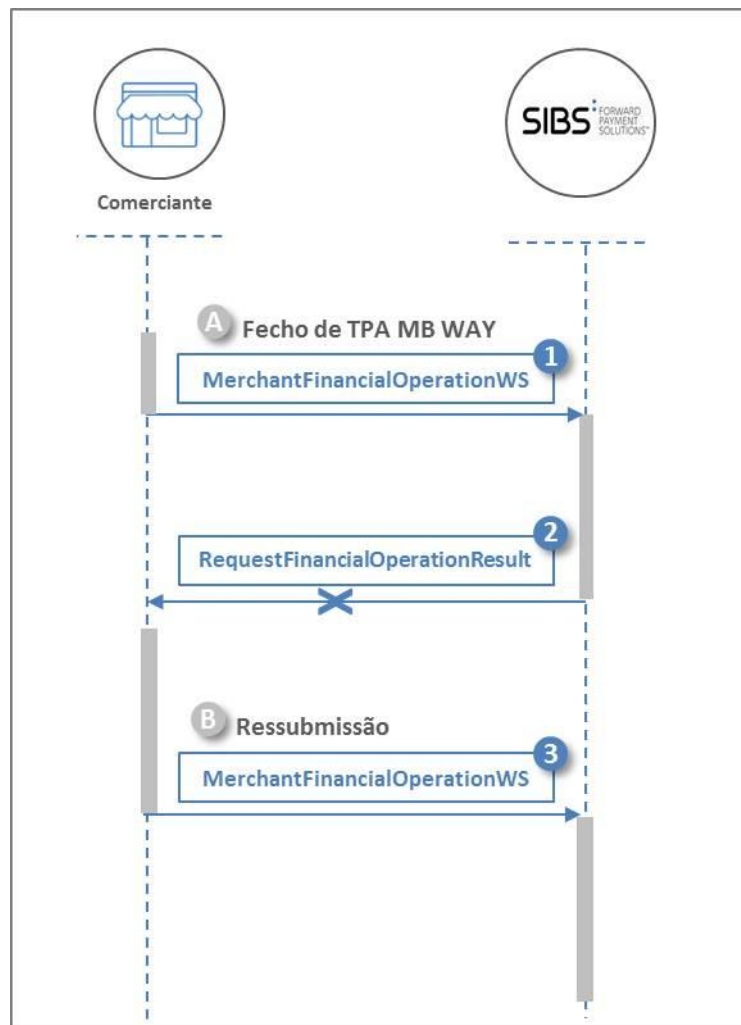 SIBS FORWARD
PAYMENT
SOLUTIONS
Comerciante
A Fecho de TPA MB WAY
1
MerchantFinancialOperationWS
2
RequestFinancialOperationResult
B Ressubmissão
3
MerchantFinancialOperationWS